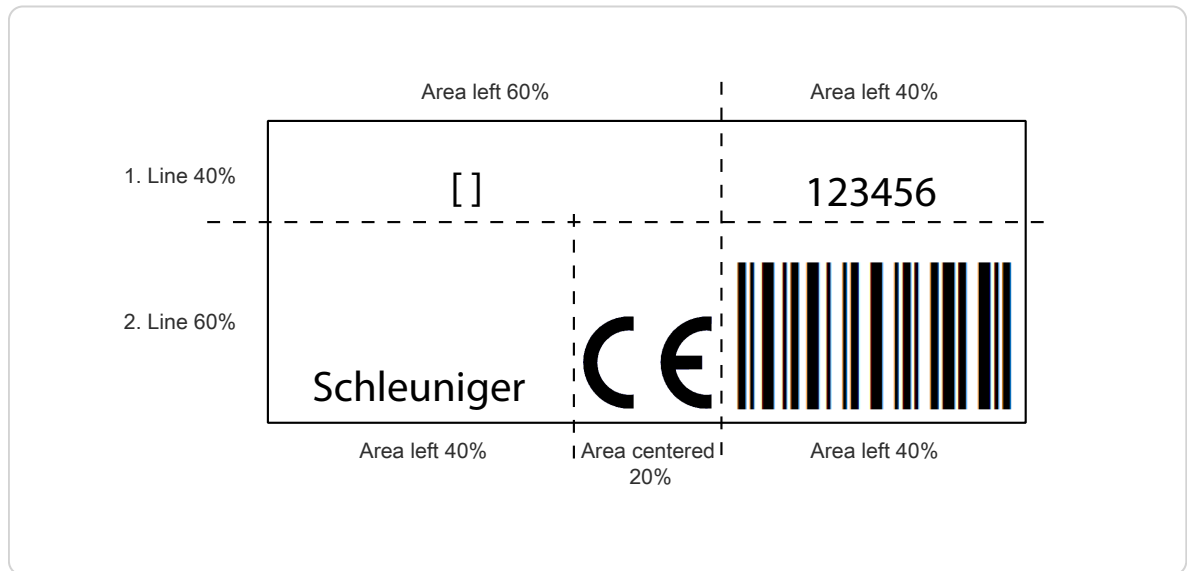 Area left 60% Area left 40%
1. Line 40% [ ] 123456
2. Line 60%
Schleuniger CE
Area left 40% Area centered 20% Area left 40%